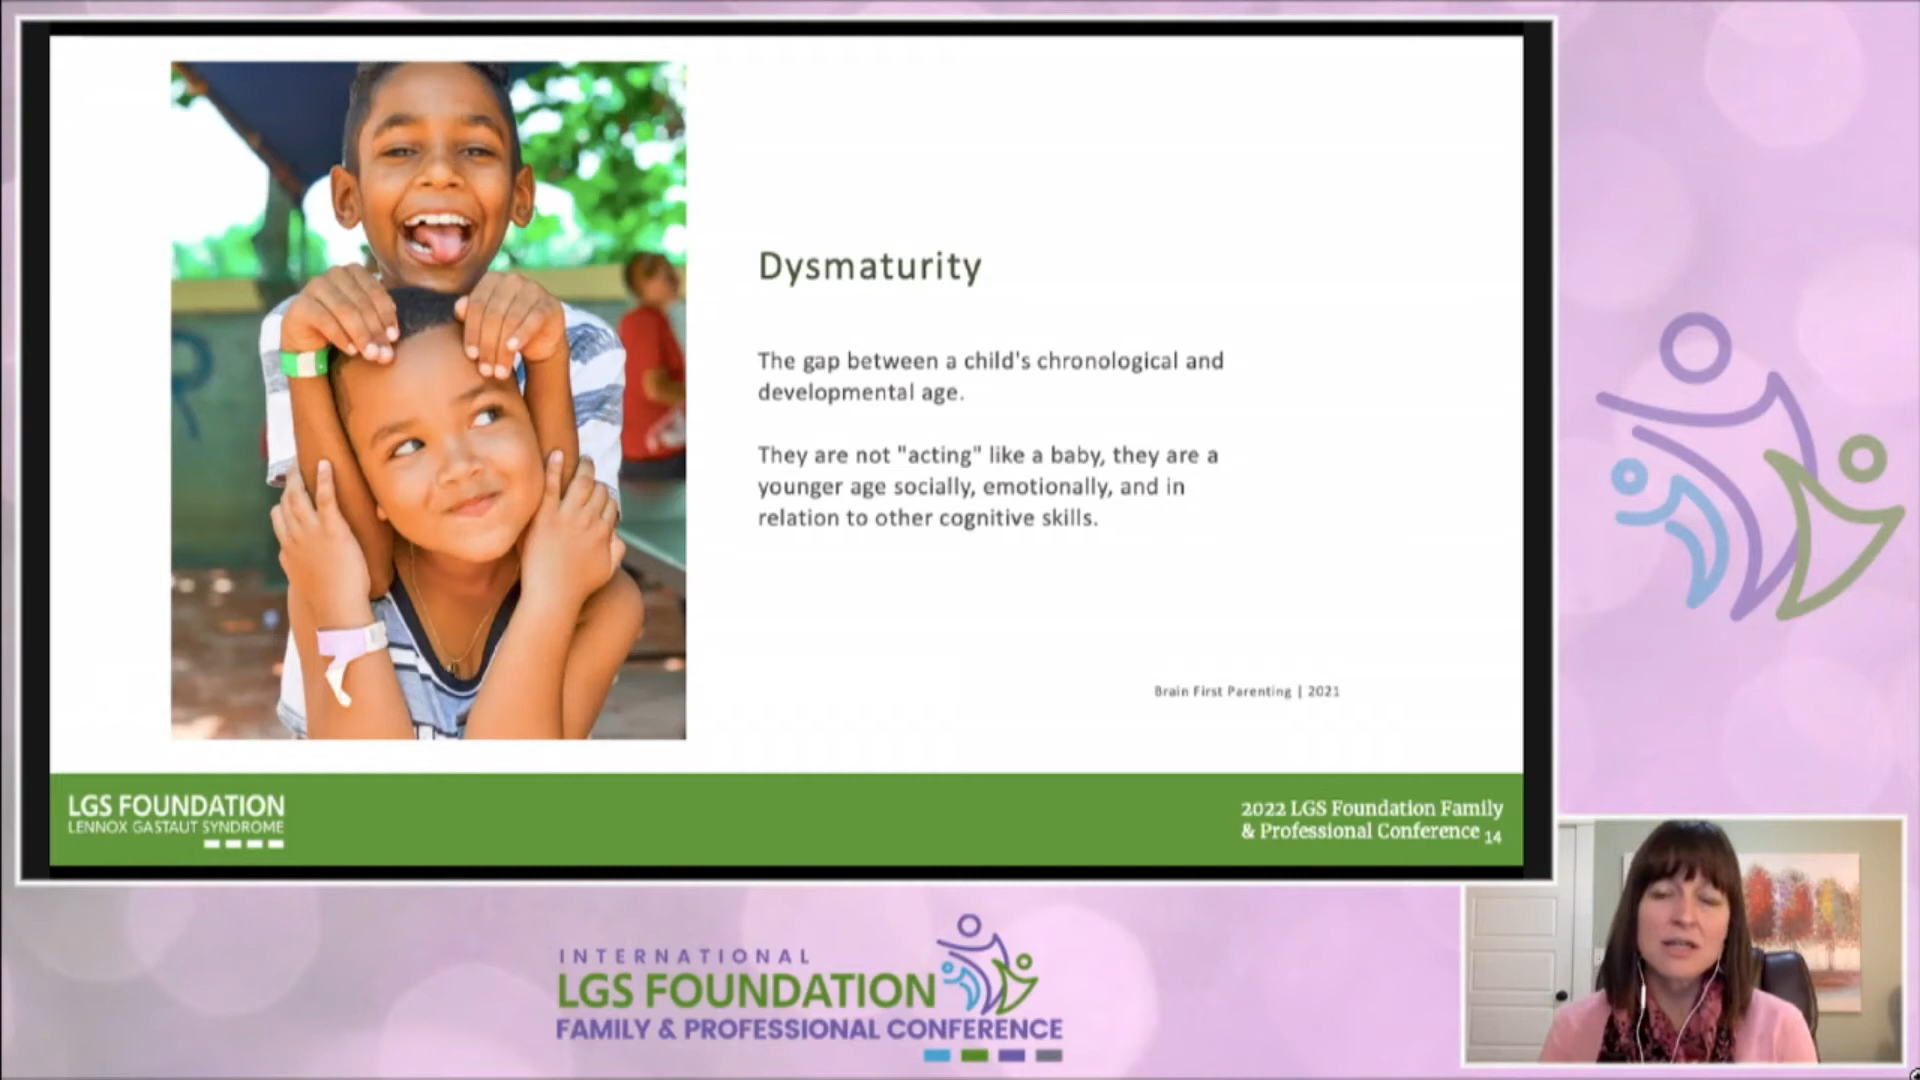 Dysmaturity
The gap between a child's chronological and
developmental age.
They are not "acting" like a baby, they are a
younger age socially, emotionally, and in
relation to other cognitive skills.
Brain First Parenting | 2021
LGS FOUNDATION
LENNOX GASTAUT SYNDROME
2022 LGS Foundation Family
& Professional Conference 14
INTERNATIONAL
LGS FOUNDATION
FAMILY & PROFESSIONAL CONFERENCE